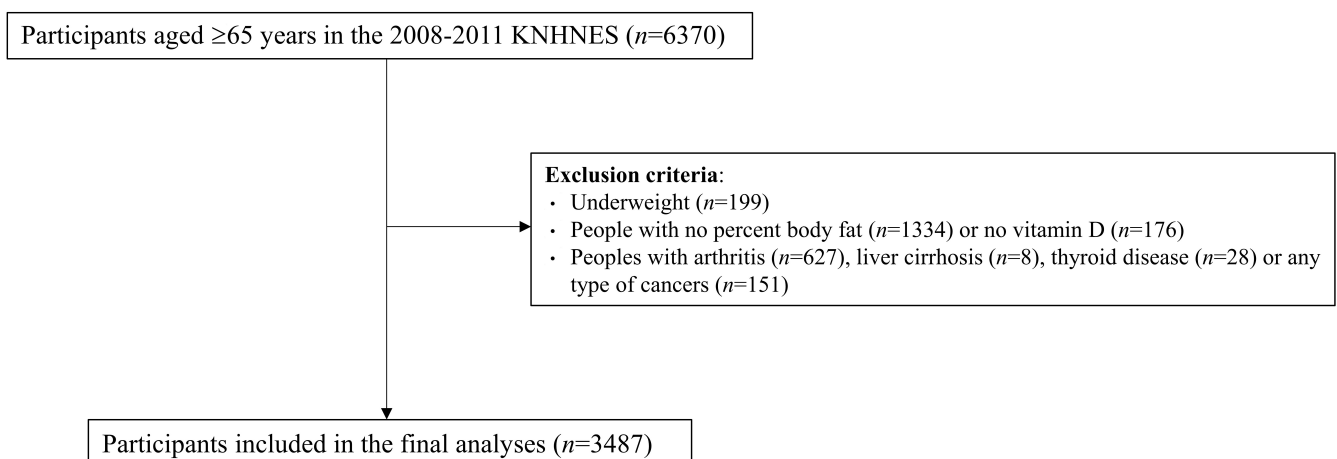 Participants aged ≥65 years in the 2008-2011 KNHNES (n=6370)
Exclusion criteria:
· Underweight (n=199)
· People with no percent body fat (n=1334) or no vitamin D (n=176)
· Peoples with arthritis (n=627), liver cirrhosis (n=8), thyroid disease (n=28) or any
type of cancers (n=151)
Participants included in the final analyses (n=3487)